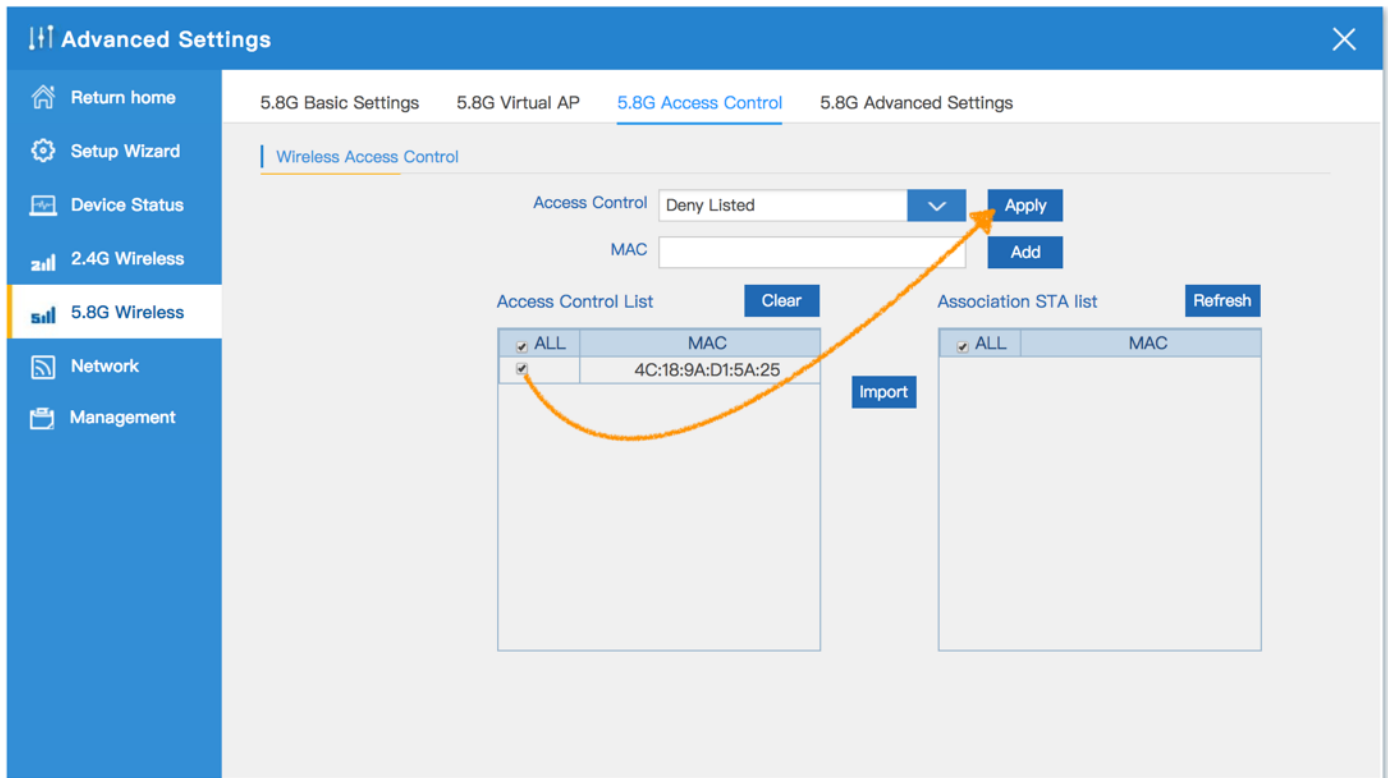 Advanced Settings
Return home
Setup Wizard
Device Status
2.4G Wireless
5.8G Wireless
Network
Management
5.8G Basic Settings 5.8G Virtual AP 5.8G Access Control 5.8G Advanced Settings
Wireless Access Control
Access Control Deny Listed Apply
MAC Add
Access Control List Clear
ALL MAC
4C:18:9A:D1:5A:25
Import
Association STA list Refresh
ALL MAC